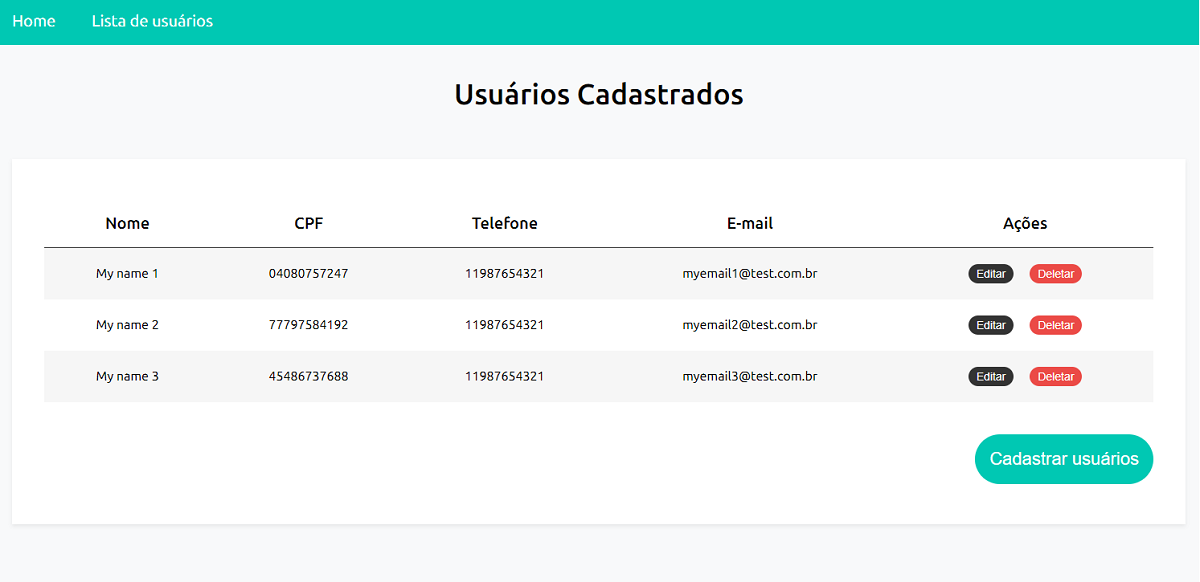 Home Lista de usuários
Usuários Cadastrados
Nome CPF Telefone E-mail Ações
My name 1 04080757247 11987654321 myemail1@test.com.br Editar Deletar
My name 2 77797584192 11987654321 myemail2@test.com.br Editar Deletar
My name 3 45486737688 11987654321 myemail3@test.com.br Editar Deletar
Cadastrar usuários